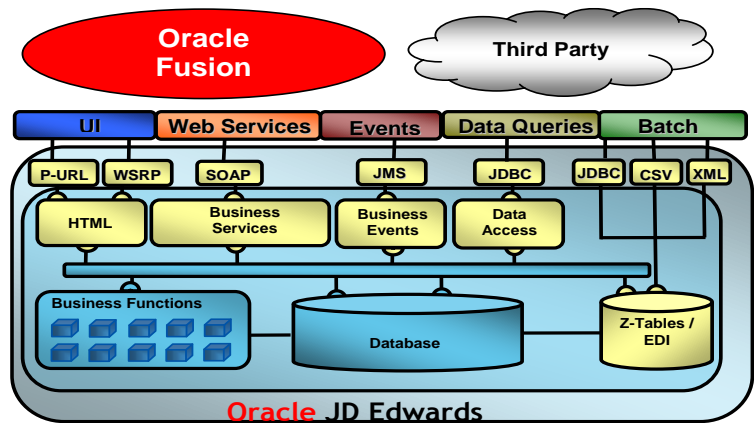 Oracle
Fusion
Third Party
UI
Web Services
Events
Data Queries
Batch
P-URL
WSRP
SOAP
JMS
JDBC
JDBC
CSV
XML
HTML
Business
Services
Business
Events
Data
Access
Business Functions
Database
Z-Tables /
EDI
Oracle JD Edwards